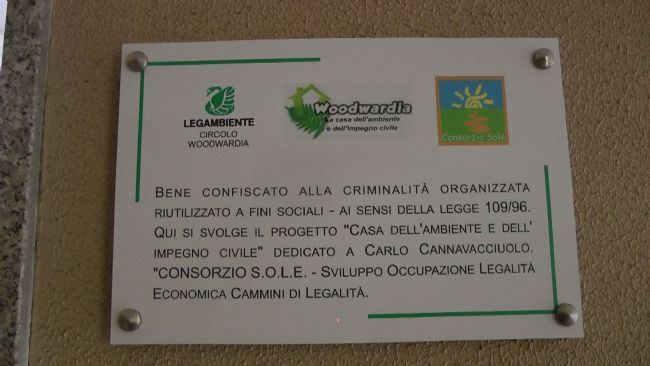 LEGAMBIENTE
CIRCOLO
WOODWARDIA
Woodwardia
La casa dell'ambiente
e dell'impegno civile
Consorzio Sole
BENE CONFISCATO ALLA CRIMINALITÀ ORGANIZZATA
RIUTILIZZATO A FINI SOCIALI - AI SENSI DELLA LEGGE 109/96.
QUI SI SVOLGE IL PROGETTO "CASA DELL'AMBIENTE E DELL'
IMPEGNO CIVILE" DEDICATO A CARLO CANNAVACCIUOLO.
"CONSORZIO S.O.L.E. - SVILUPPO OCCUPAZIONE LEGALITÀ
ECONOMICA CAMMINI DI LEGALITÀ.